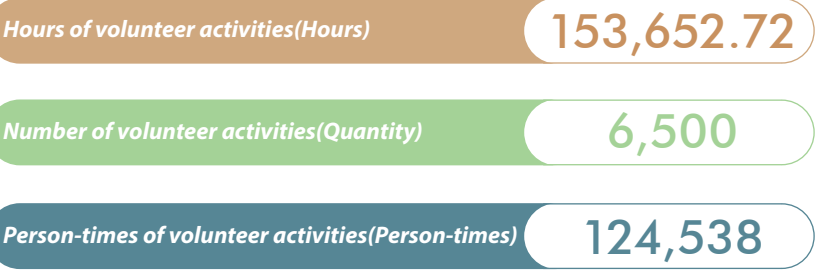 Hours of volunteer activities(Hours) 153,652.72
Number of volunteer activities(Quantity) 6,500
Person-times of volunteer activities(Person-times) 124,538